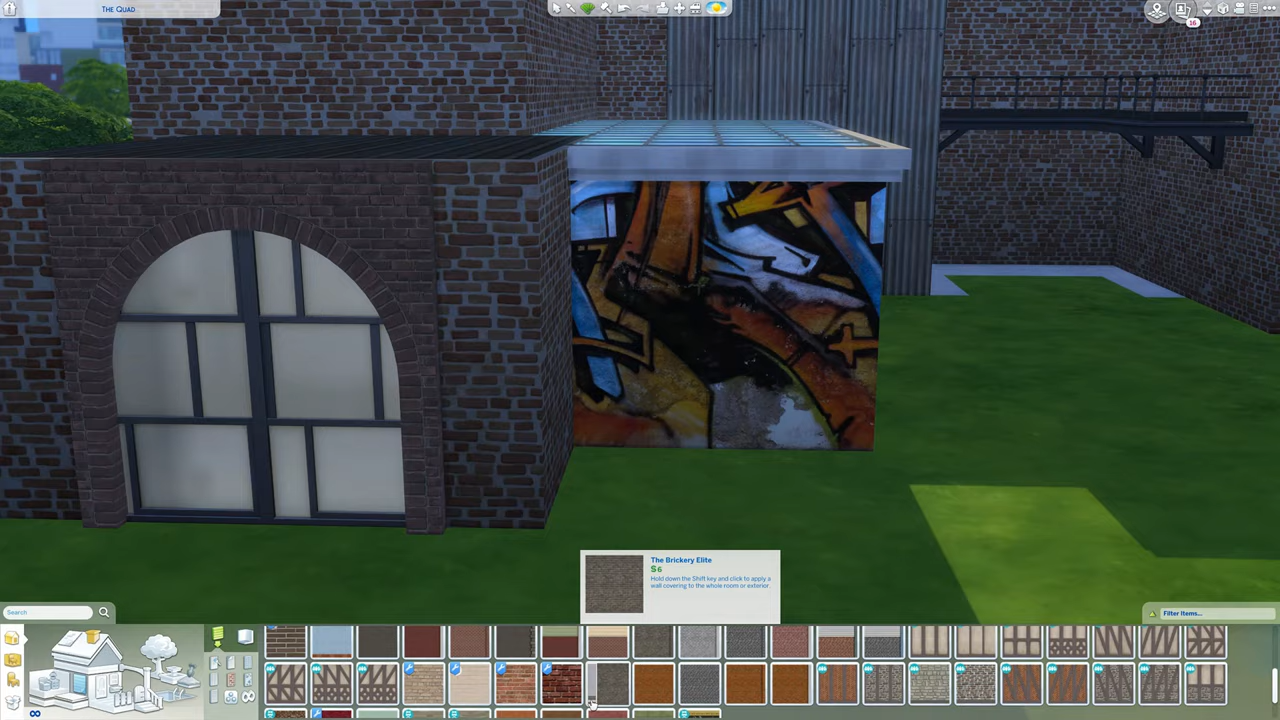 THE QUAD
16
The Brickery Elite
§6
Hold down the Shift key and click to apply a
wall covering to the whole room or exterior.
Search
Filter Items...